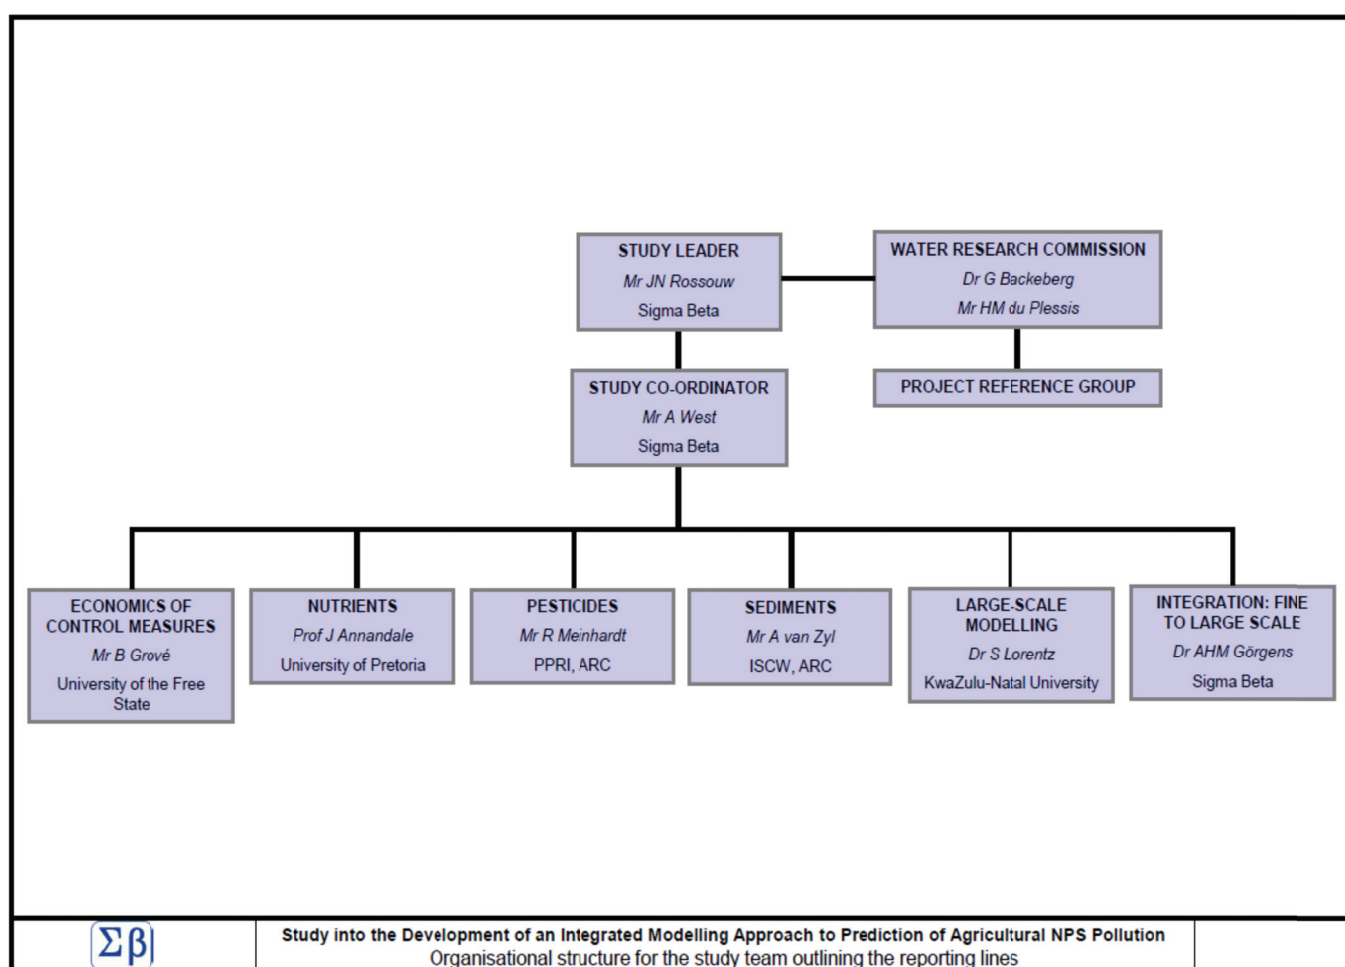 STUDY LEADER
Mr JN Rossouw
Sigma Beta
WATER RESEARCH COMMISSION
Dr G Backeberg
Mr HM du Plessis
STUDY CO-ORDINATOR
Mr A West
Sigma Beta
PROJECT REFERENCE GROUP
ECONOMICS OF
CONTROL MEASURES
Mr B Grové
University of the Free
State
NUTRIENTS
Prof J Annandale
University of Pretoria
PESTICIDES
Mr R Meinhardt
PPRI, ARC
SEDIMENTS
Mr A van Zyl
ISCW, ARC
LARGE-SCALE
MODELLING
Dr S Lorentz
KwaZulu-Natal University
INTEGRATION: FINE
TO LARGE SCALE
Dr AHM Görgens
Sigma Beta
Σβ
Study into the Development of an Integrated Modelling Approach to Prediction of Agricultural NPS Pollution
Organisational structure for the study team outlining the reporting lines